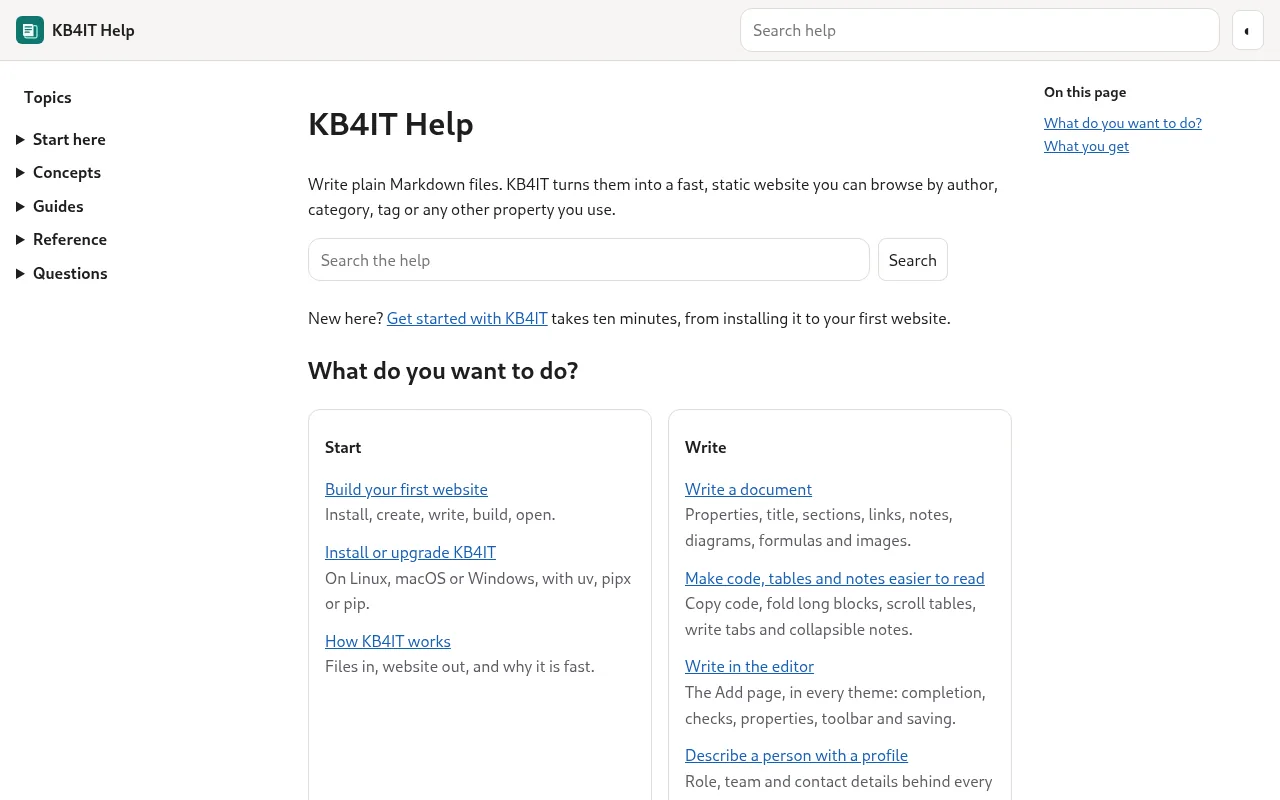 KB4IT Help
Search help
Topics
Start here
Concepts
Guides
Reference
Questions
KB4IT Help
Write plain Markdown files. KB4IT turns them into a fast, static website you can browse by author,
category, tag or any other property you use.
Search the help
Search
New here? Get started with KB4IT takes ten minutes, from installing it to your first website.
What do you want to do?
Start
Build your first website
Install, create, write, build, open.
Install or upgrade KB4IT
On Linux, macOS or Windows, with uv, pipx
or pip.
How KB4IT works
Files in, website out, and why it is fast.
Write
Write a document
Properties, title, sections, links, notes,
diagrams, formulas and images.
Make code, tables and notes easier to read
Copy code, fold long blocks, scroll tables,
write tabs and collapsible notes.
Write in the editor
The Add page, in every theme: completion,
checks, properties, toolbar and saving.
Describe a person with a profile
Role, team and contact details behind every
On this page
What do you want to do?
What you get